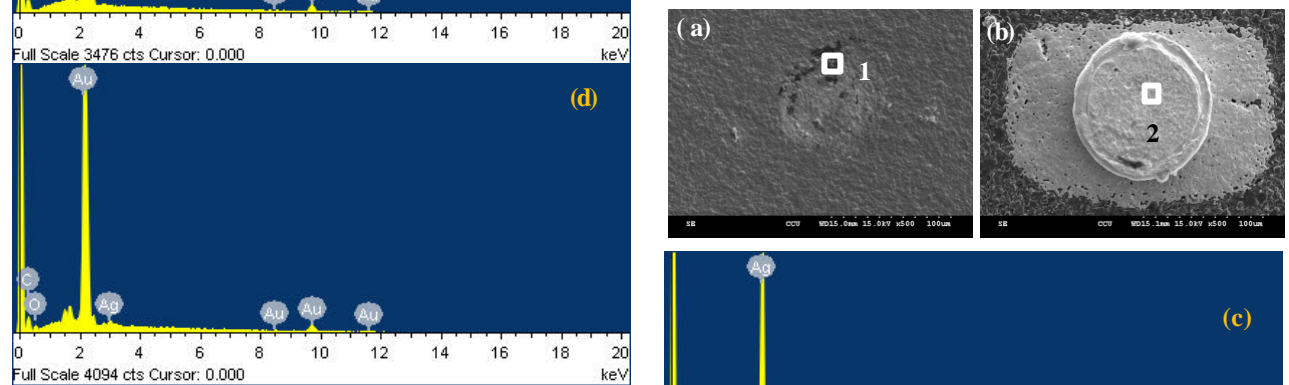 0 2 4 6 8 10 12 14 16 18 20
Full Scale 3476 cts Cursor: 0.000 keV
Au
(d)
C
O
Ag
Au
Au
Au
0 2 4 6 8 10 12 14 16 18 20
Full Scale 4094 cts Cursor: 0.000 keV
(a)
1
SE CCU WD15.0mm 15.0kV x500 100um
(b)
2
SE CCU WD15.1mm 15.0kV x500 100um
Ag
(c)